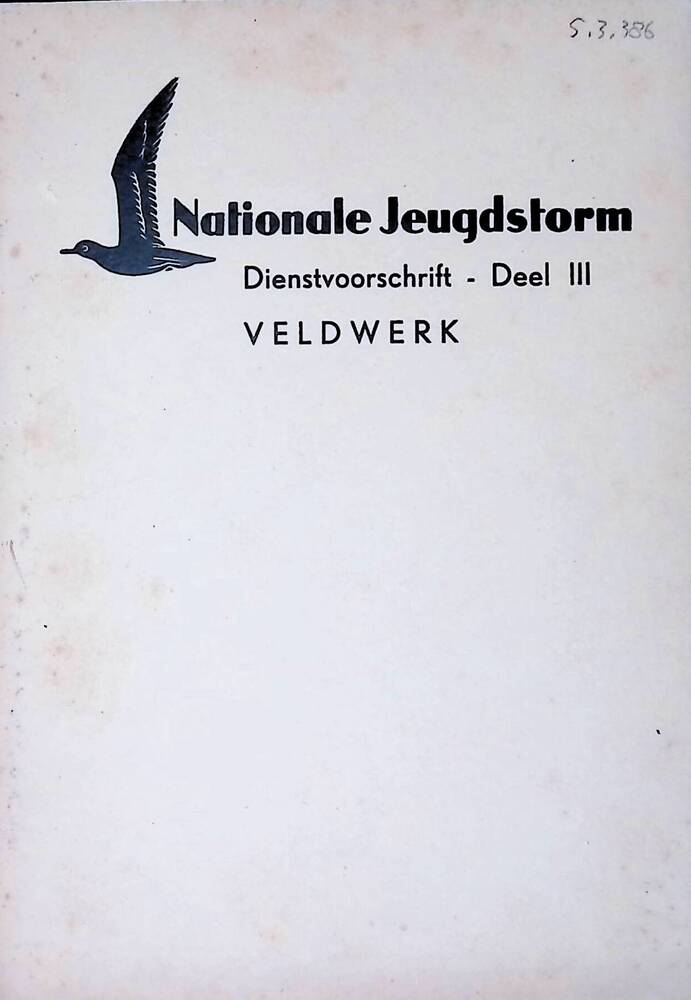 5.3.386
Nationale Jeugdstorm
Dienstvoorschrift - Deel III
VELDWERK